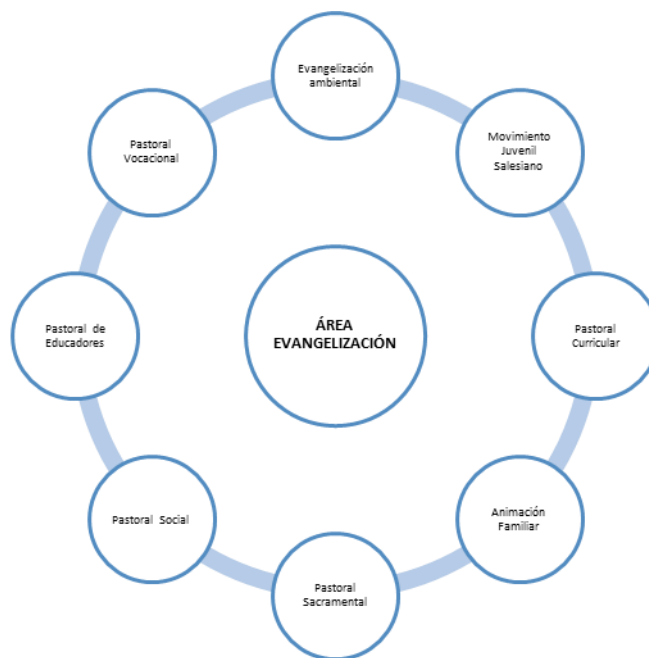 Evangelización
ambiental
Movimiento
Juvenil
Salesiano
Pastoral
Curricular
Animación
Familiar
Pastoral
Sacramental
Pastoral Social
Pastoral de
Educadores
Pastoral
Vocacional
ÁREA
EVANGELIZACIÓN